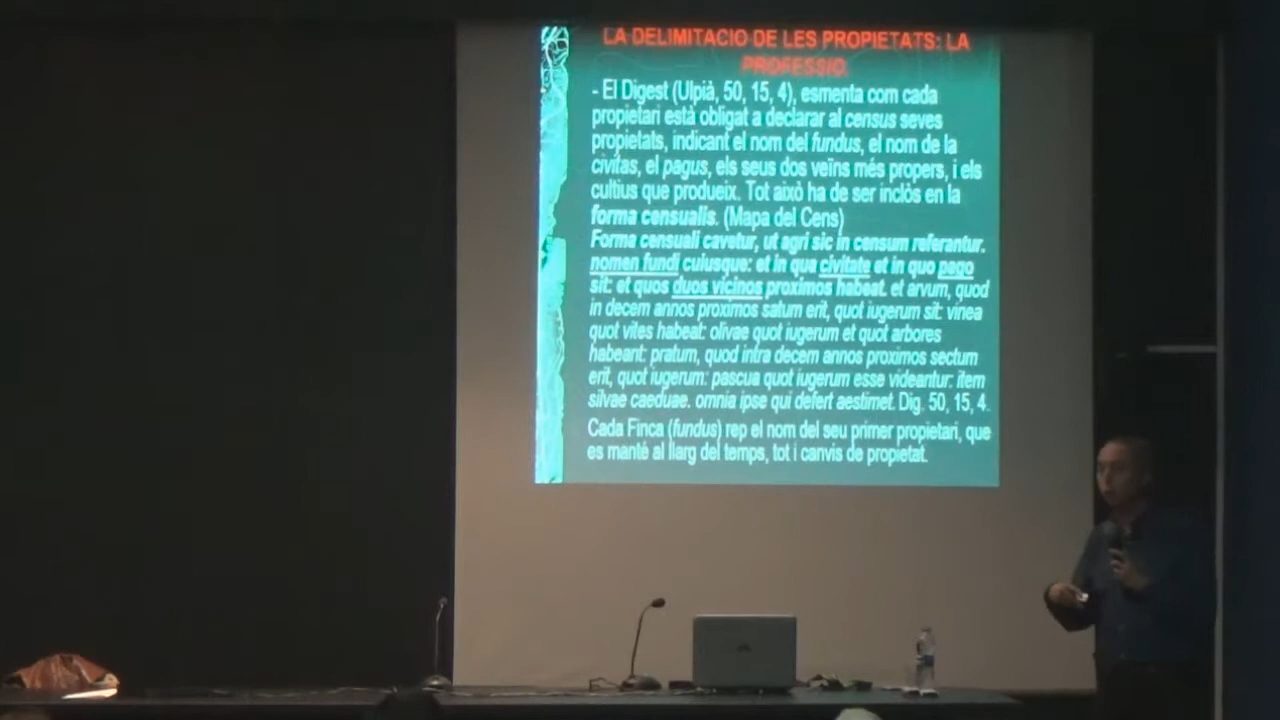 LA DELIMITACIO DE LES PROPIETATS: LA
PROFESSIO.
- El Digest (Ulpià, 50, 15, 4), esmenta com cada
propietari està obligat a declarar al census seves
propietats, indicant el nom del fundus, el nom de la
civitas, el pagus, els seus dos veïns més propers, i els
cultius que produeix. Tot això ha de ser inclòs en la
forma censualis. (Mapa del Cens)
Forma censuali cavetur, ut agri sic in censum referantur.
nomen fundi cuiusque: et in qua civitate et in quo pago
sit: et quos duos vicinos proximos habeat. et arvum, quod
in decem annos proximos satum erit, quot iugerum sit: vinea
quot vites habeat: olivae quot iugerum et quot arbores
habeant: pratum, quod intra decem annos proximos sectum
erit, quot iugerum: pascua quot iugerum esse videantur: item
silvae caeduae. omnia ipse qui defert aestimet. Dig. 50, 15, 4.
Cada Finca (fundus) rep el nom del seu primer propietari, que
es manté al llarg del temps, tot i canvis de propietat.